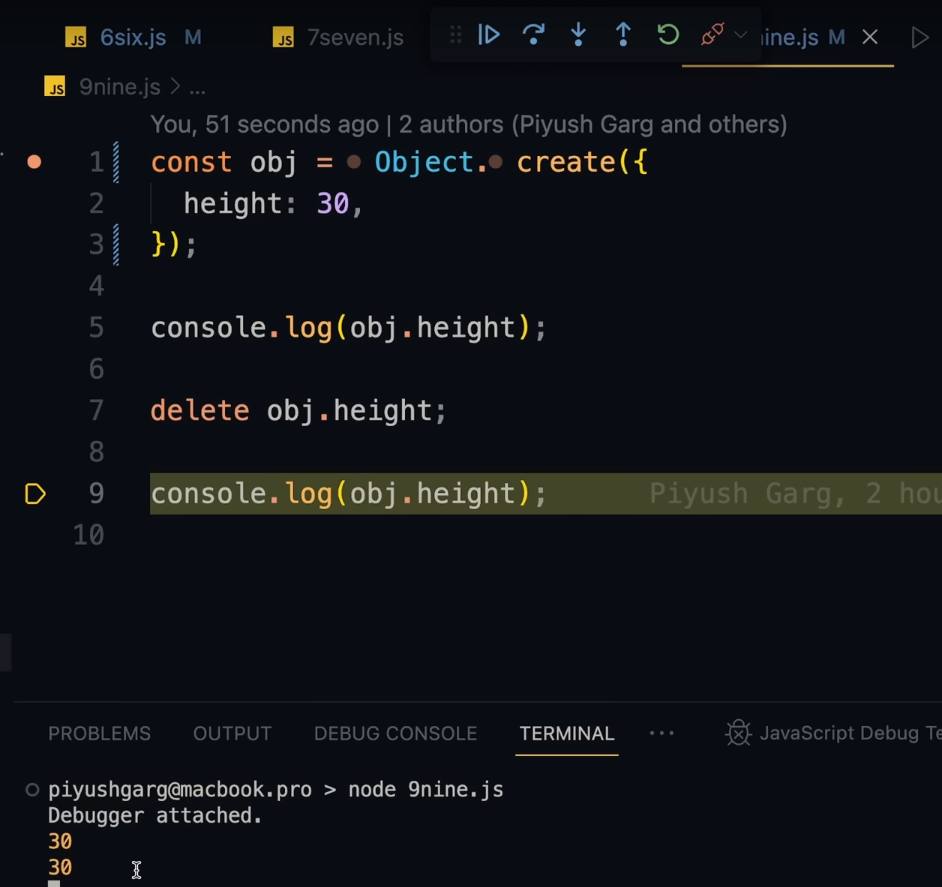 JS 6six.js M JS 7seven.js ine.js M
JS 9nine.js > ...
You, 51 seconds ago | 2 authors (Piyush Garg and others)
1 const obj = Object. create({
2 height: 30,
3 });
4
5 console.log(obj.height);
6
7 delete obj.height;
8
9 console.log(obj.height); Piyush Garg, 2 hou
10
PROBLEMS OUTPUT DEBUG CONSOLE TERMINAL ... JavaScript Debug Te
piyushgarg@macbook.pro > node 9nine.js
Debugger attached.
30
30